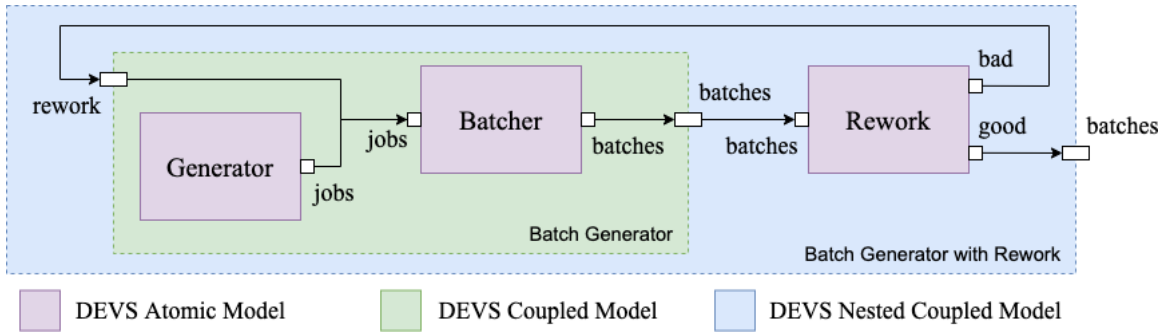 bad
rework
batches
good
batches
Generator
jobs
jobs
Batcher
batches
batches
Rework
Batch Generator
Batch Generator with Rework
DEVS Atomic Model
DEVS Coupled Model
DEVS Nested Coupled Model